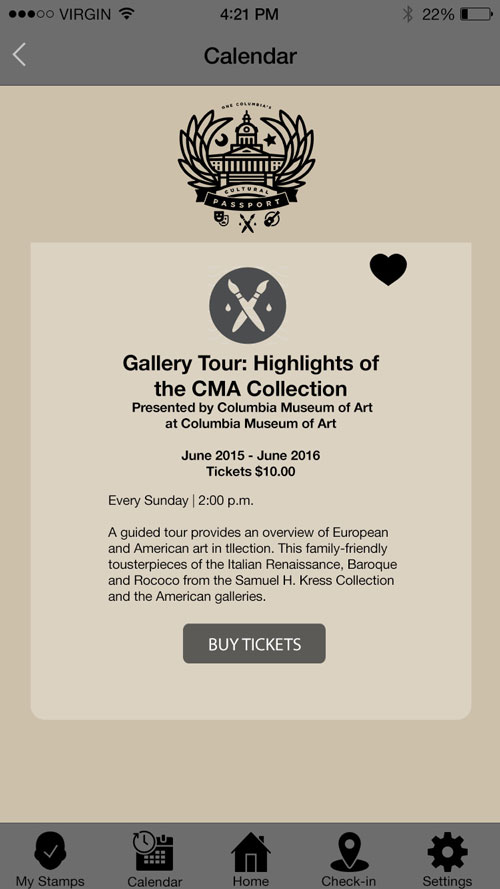 VIRGIN 4:21 PM 22%
Calendar
ONE COLUMBIA'S
CULTURAL
PASSPORT
Gallery Tour: Highlights of
the CMA Collection
Presented by Columbia Museum of Art
at Columbia Museum of Art
June 2015 - June 2016
Tickets $10.00
Every Sunday | 2:00 p.m.
A guided tour provides an overview of European
and American art in tllection. This family-friendly
tousterpieces of the Italian Renaissance, Baroque
and Rococo from the Samuel H. Kress Collection
and the American galleries.
BUY TICKETS
My Stamps Calendar Home Check-in Settings